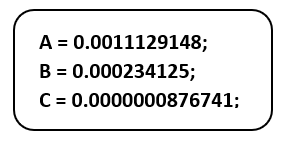 A = 0.0011129148;
B = 0.000234125;
C = 0.0000000876741;